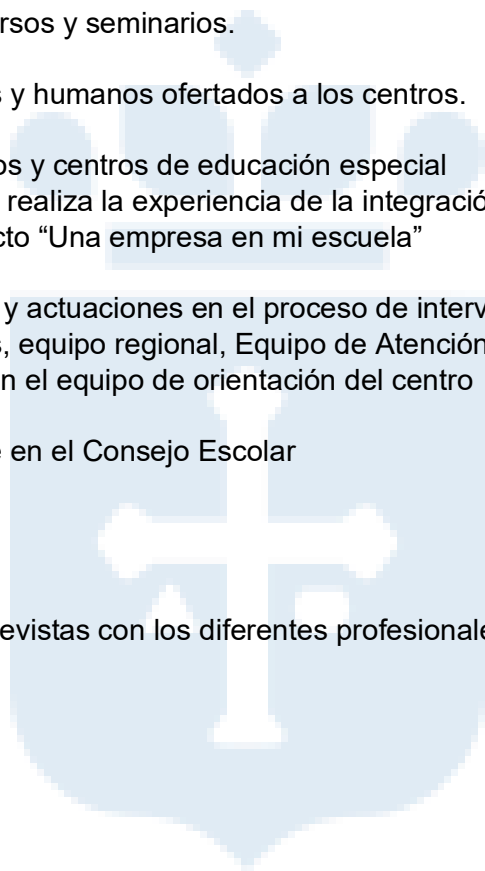 rsos y seminarios.
s y humanos ofertados a los centros.
os y centros de educación especial
realiza la experiencia de la integració
cto “Una empresa en mi escuela”
y actuaciones en el proceso de interv
s, equipo regional, Equipo de Atención
n el equipo de orientación del centro
e en el Consejo Escolar
evistas con los diferentes profesionale